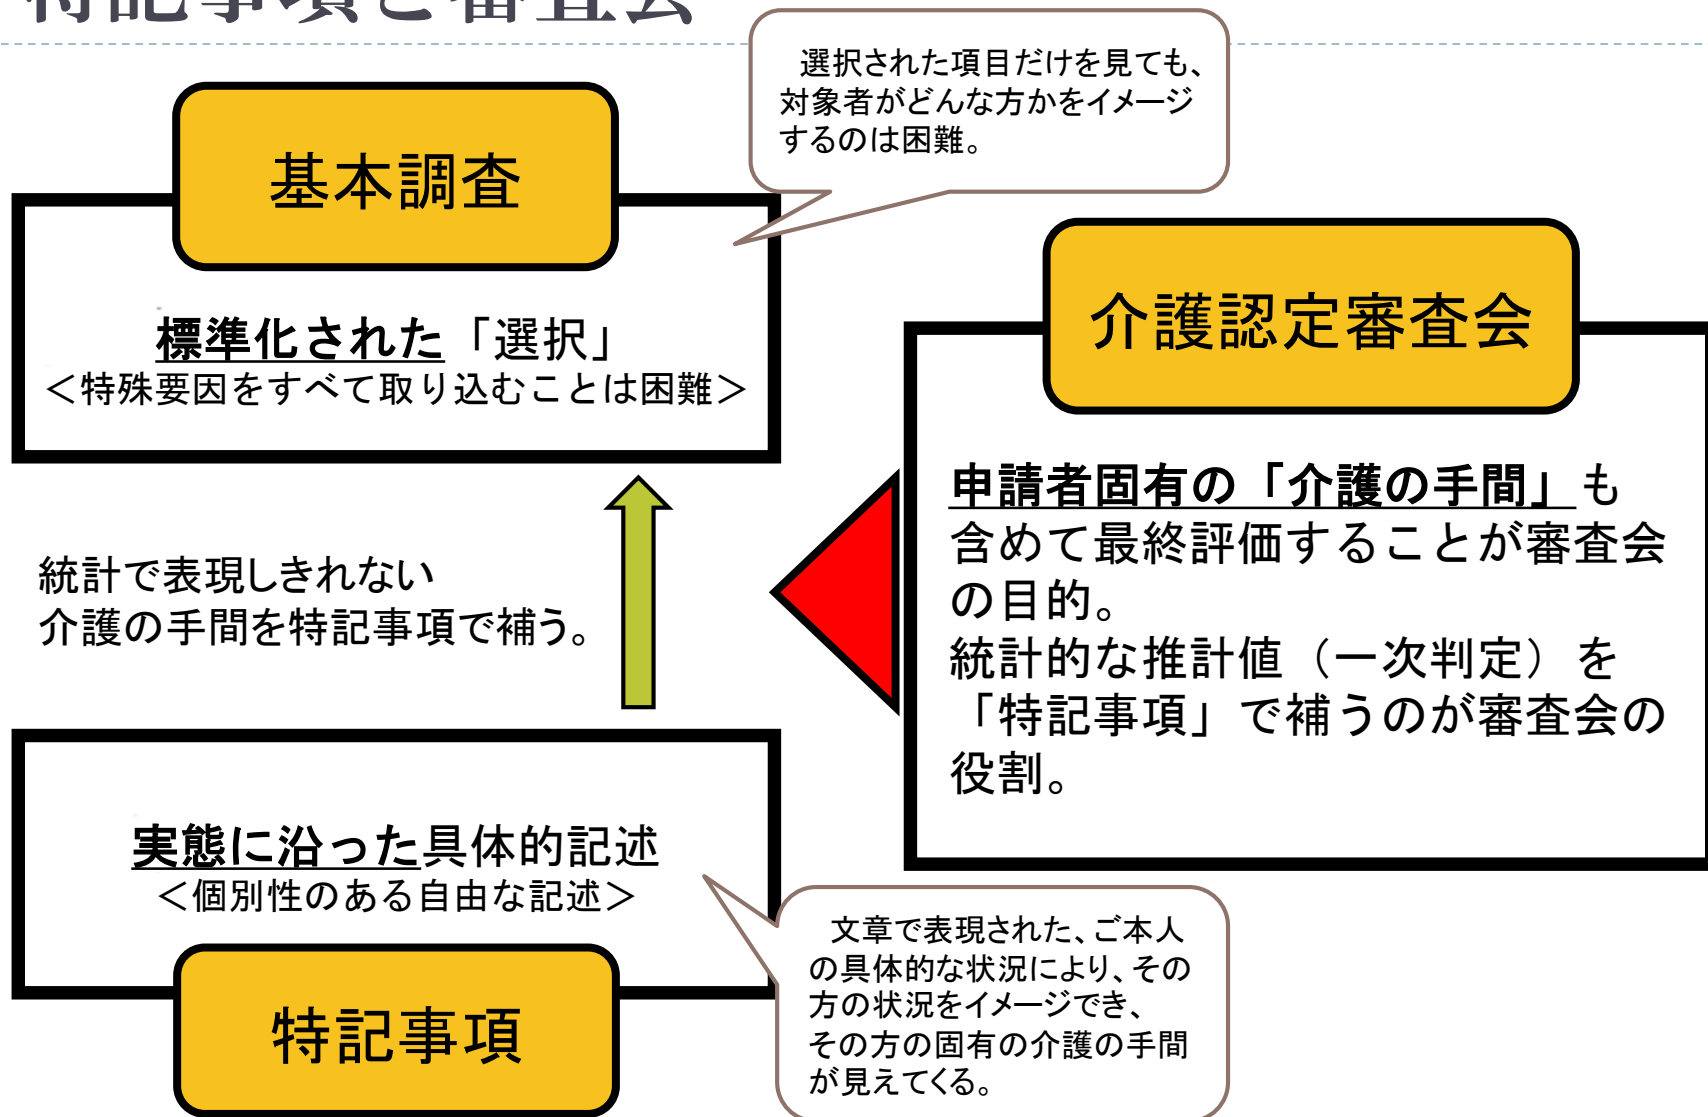 特記事項と審査会
選択された項目だけを見ても、
対象者がどんな方かをイメージ
するのは困難。
基本調査
標準化された「選択」
＜特殊要因をすべて取り込むことは困難＞
統計で表現しきれない
介護の手間を特記事項で補う。
実態に沿った具体的記述
＜個別性のある自由な記述＞
特記事項
文章で表現された、ご本人
の具体的な状況により、その
方の状況をイメージでき、
その方の固有の介護の手間
が見えてくる。
介護認定審査会
申請者固有の「介護の手間」も
含めて最終評価することが審査会
の目的。
統計的な推計値（一次判定）を
「特記事項」で補うのが審査会の
役割。